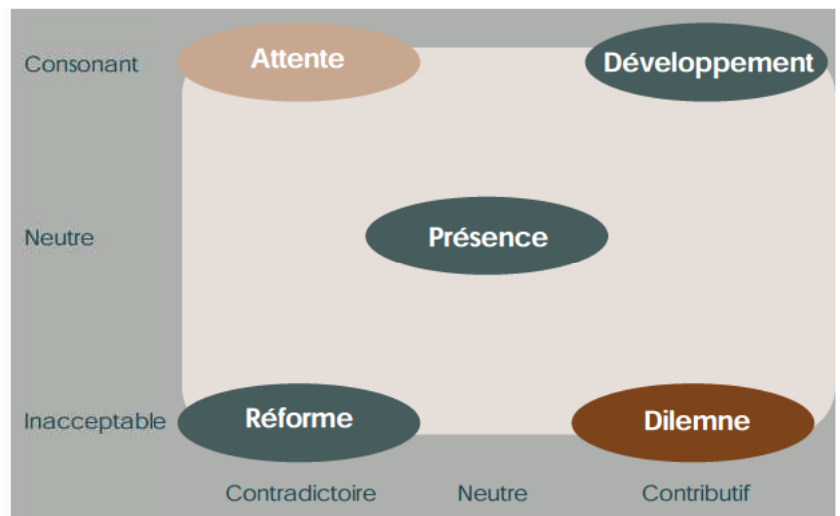 Consonant
Attente
Développement
Neutre
Présence
Inacceptable
Réforme
Dilemne
Contradictoire
Neutre
Contributif